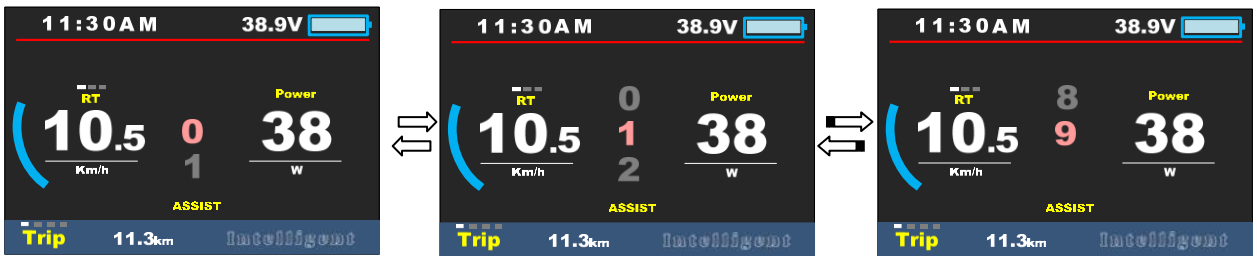 11:30AM 38.9V
RT Power
10.5 0 38
Km/h 1 W
ASSIST
Trip 11.3km Intelligent
11:30AM 38.9V
0
RT Power
10.5 1 38
Km/h 2 W
ASSIST
Trip 11.3km Intelligent
11:30AM 38.9V
8
RT Power
10.5 9 38
Km/h W
ASSIST
Trip 11.3km Intelligent